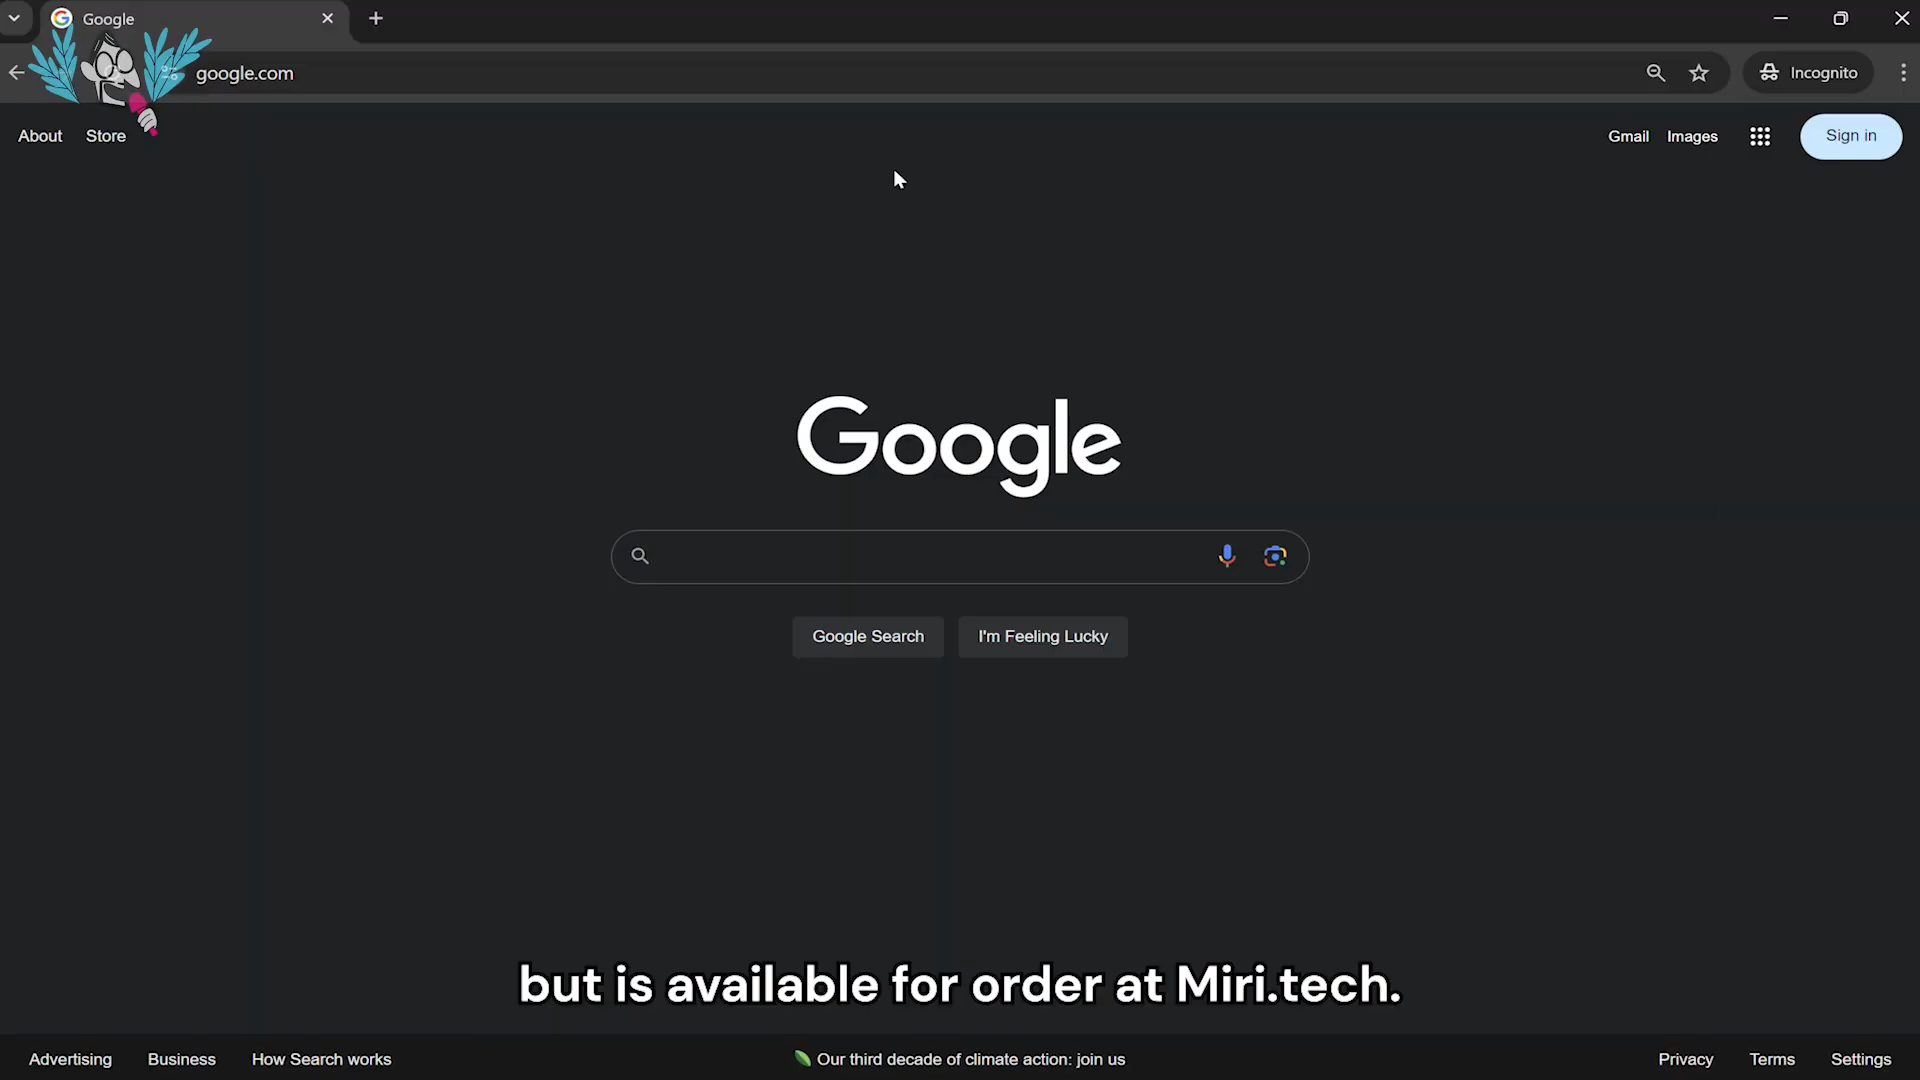 Google
google.com
Incognito
About Store
Gmail Images
Sign in
Google
Google Search
I'm Feeling Lucky
but is available for order at Miri.tech.
Advertising Business How Search works
Our third decade of climate action: join us
Privacy Terms Settings